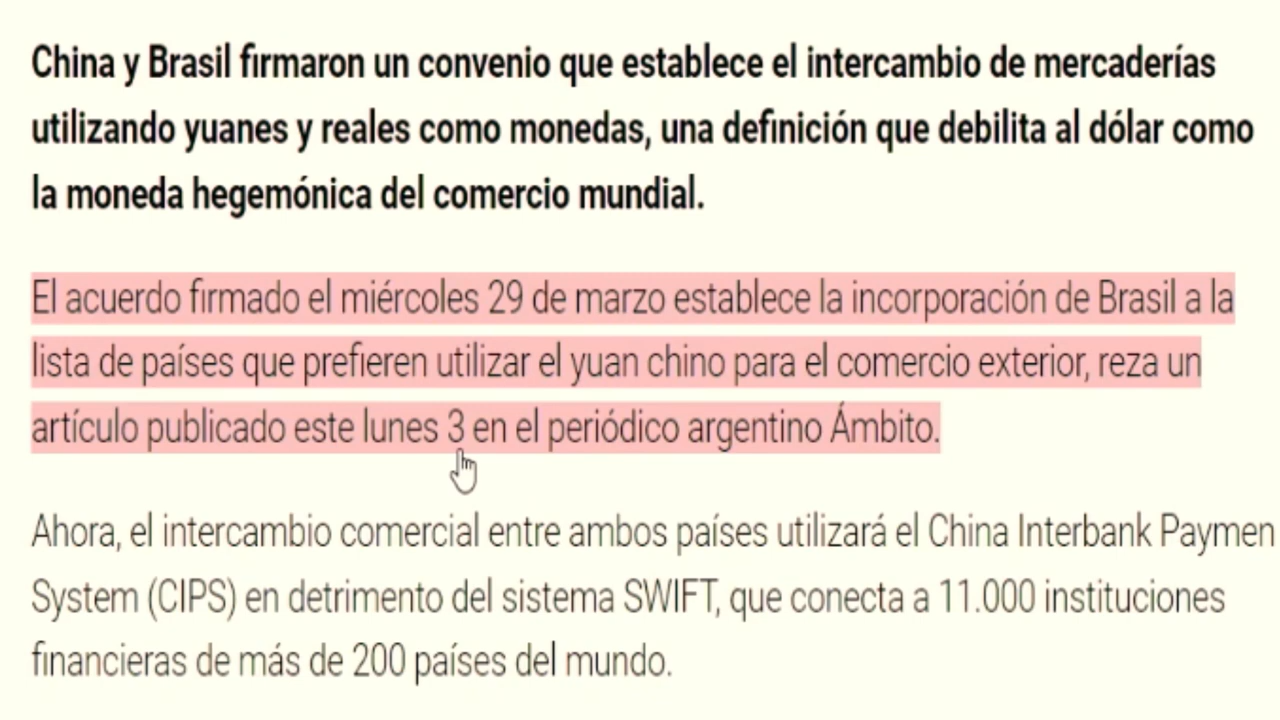 China y Brasil firmaron un convenio que establece el intercambio de mercaderías
utilizando yuanes y reales como monedas, una definición que debilita al dólar como
la moneda hegemónica del comercio mundial.
El acuerdo firmado el miércoles 29 de marzo establece la incorporación de Brasil a la
lista de países que prefieren utilizar el yuan chino para el comercio exterior, reza un
artículo publicado este lunes 3 en el periódico argentino Ámbito.
Ahora, el intercambio comercial entre ambos países utilizará el China Interbank Paymen
System (CIPS) en detrimento del sistema SWIFT, que conecta a 11.000 instituciones
financieras de más de 200 países del mundo.